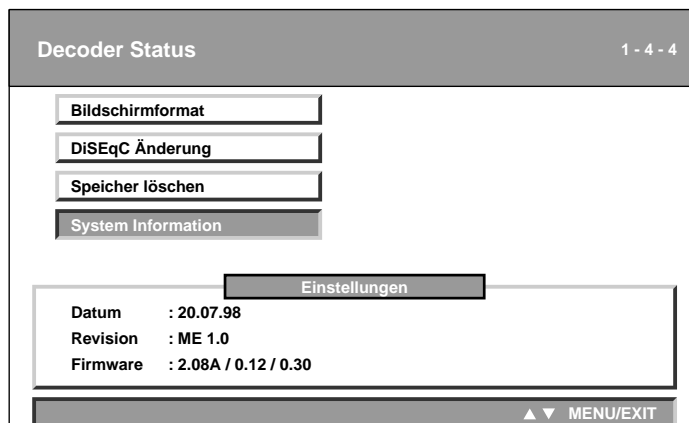 Decoder Status 1 - 4 - 4
Bildschirmformat
DiSEqC Änderung
Speicher löschen
System Information
Einstellungen
Datum : 20.07.98
Revision : ME 1.0
Firmware : 2.08A / 0.12 / 0.30
▲ ▼ MENU/EXIT